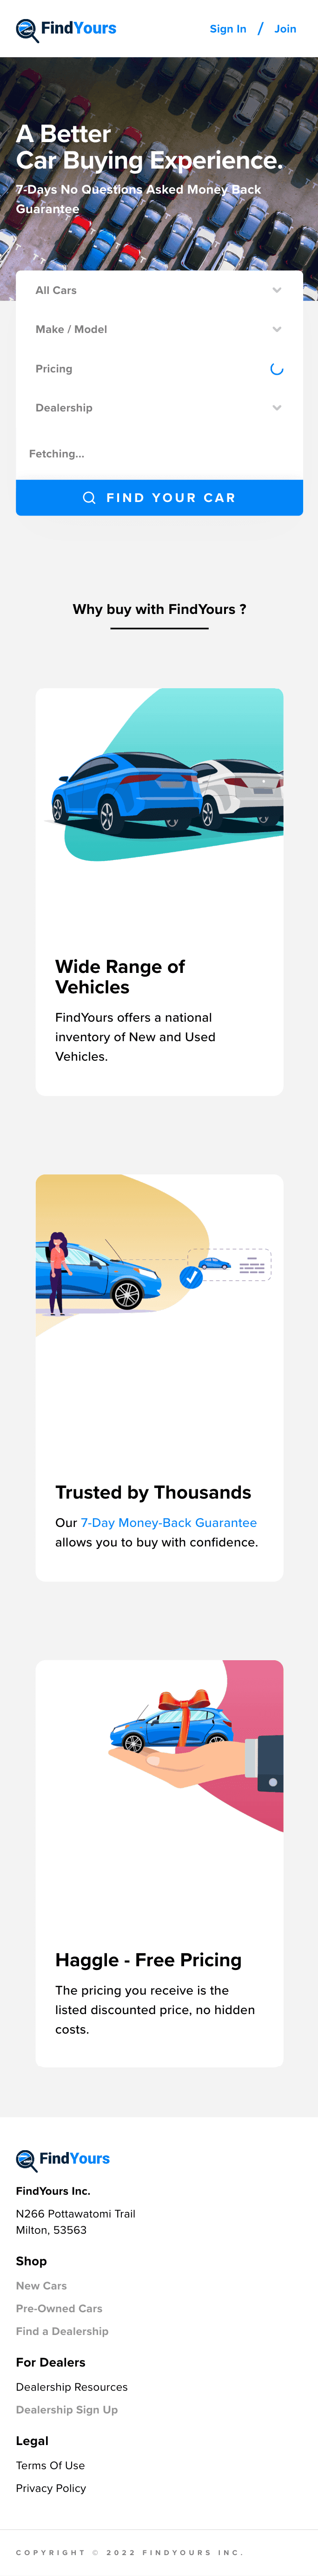 FindYours
Sign In / Join
A Better
Car Buying Experience.
7-Days No Questions Asked Money Back
Guarantee
All Cars
Make / Model
Pricing
Dealership
Fetching...
FIND YOUR CAR
Why buy with FindYours ?
Wide Range of
Vehicles
FindYours offers a national
inventory of New and Used
Vehicles.
Trusted by Thousands
Our 7-Day Money-Back Guarantee
allows you to buy with confidence.
Haggle - Free Pricing
The pricing you receive is the
listed discounted price, no hidden
costs.
FindYours
FindYours Inc.
N266 Pottawatomi Trail
Milton, 53563
Shop
New Cars
Pre-Owned Cars
Find a Dealership
For Dealers
Dealership Resources
Dealership Sign Up
Legal
Terms Of Use
Privacy Policy
COPYRIGHT © 2022 FINDYOURS INC.